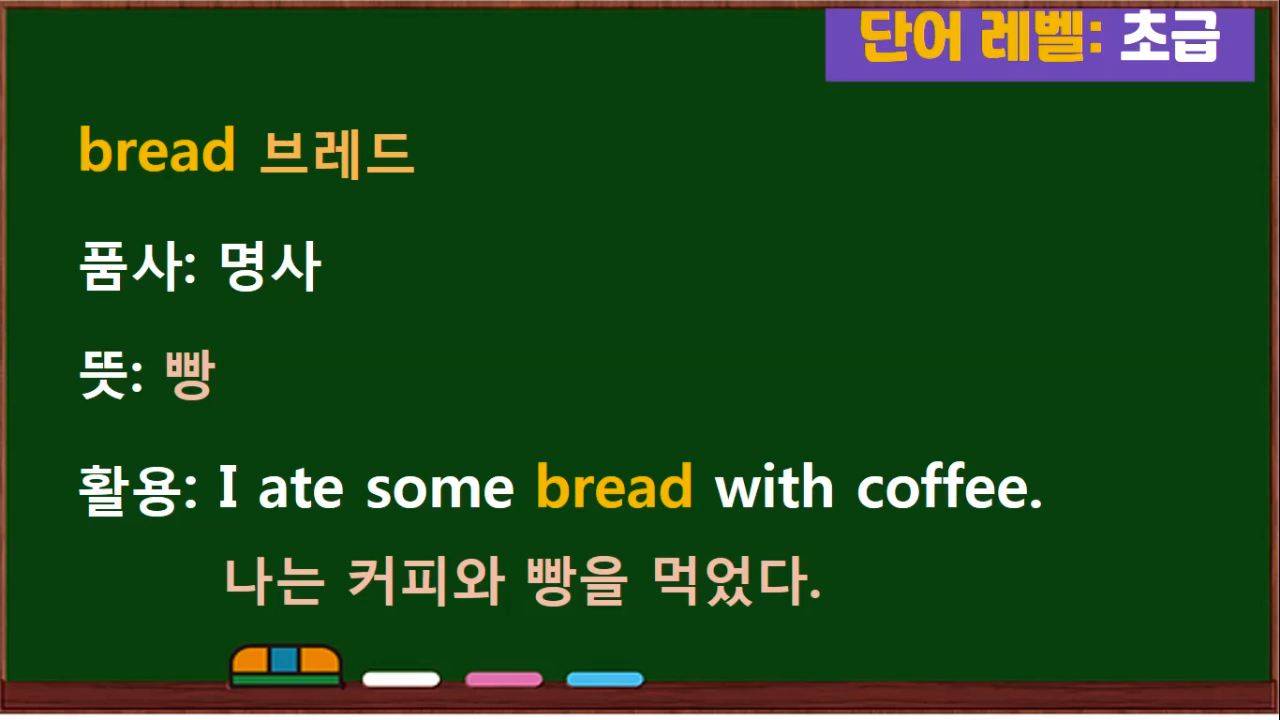 단어 레벨: 초급
bread 브레드
품사: 명사
뜻: 빵
활용: I ate some bread with coffee.
나는 커피와 빵을 먹었다.